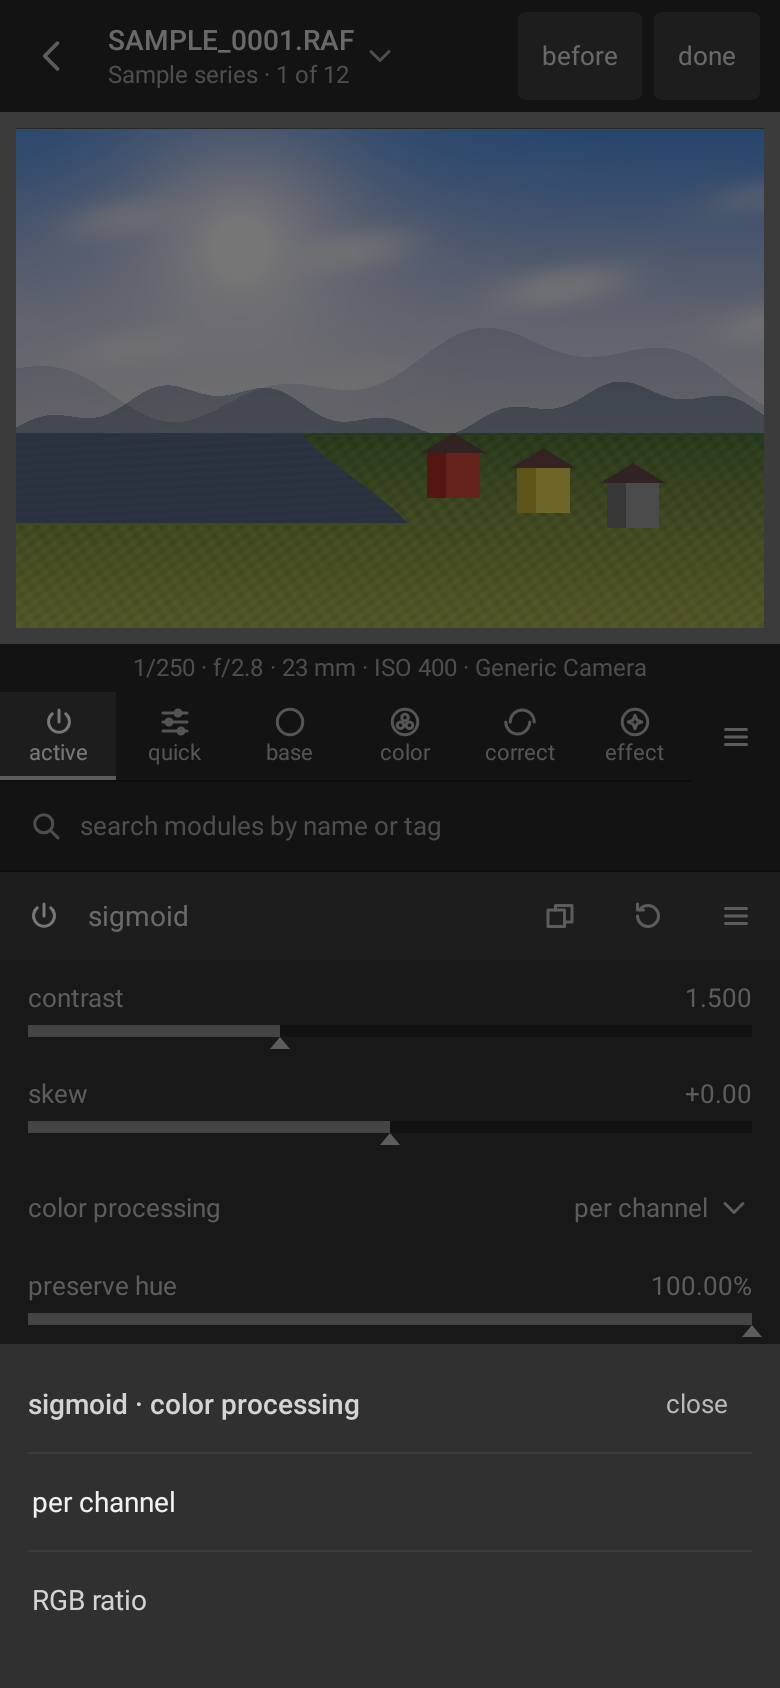 SAMPLE_0001.RAF
Sample series · 1 of 12
before
done
1/250 · f/2.8 · 23 mm · ISO 400 · Generic Camera
active
quick
base
color
correct
effect
search modules by name or tag
sigmoid
contrast 1.500
skew +0.00
color processing per channel
preserve hue 100.00%
sigmoid · color processing close
per channel
RGB ratio